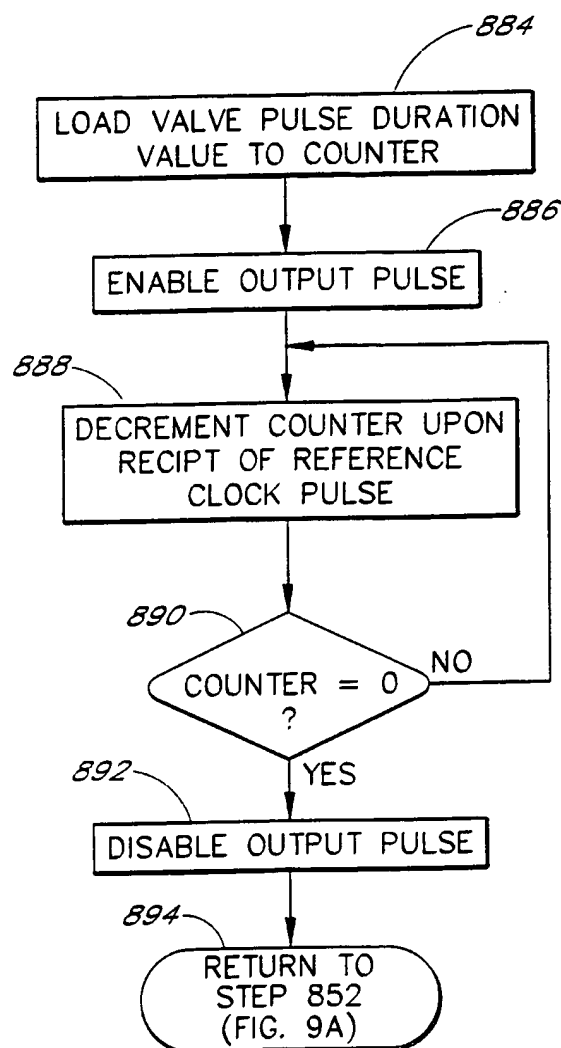 884
LOAD VALVE PULSE DURATION
VALUE TO COUNTER
886
ENABLE OUTPUT PULSE
888
DECREMENT COUNTER UPON
RECIPT OF REFERENCE
CLOCK PULSE
890
COUNTER = 0
?
NO
YES
892
DISABLE OUTPUT PULSE
894
RETURN TO
STEP 852
(FIG. 9A)